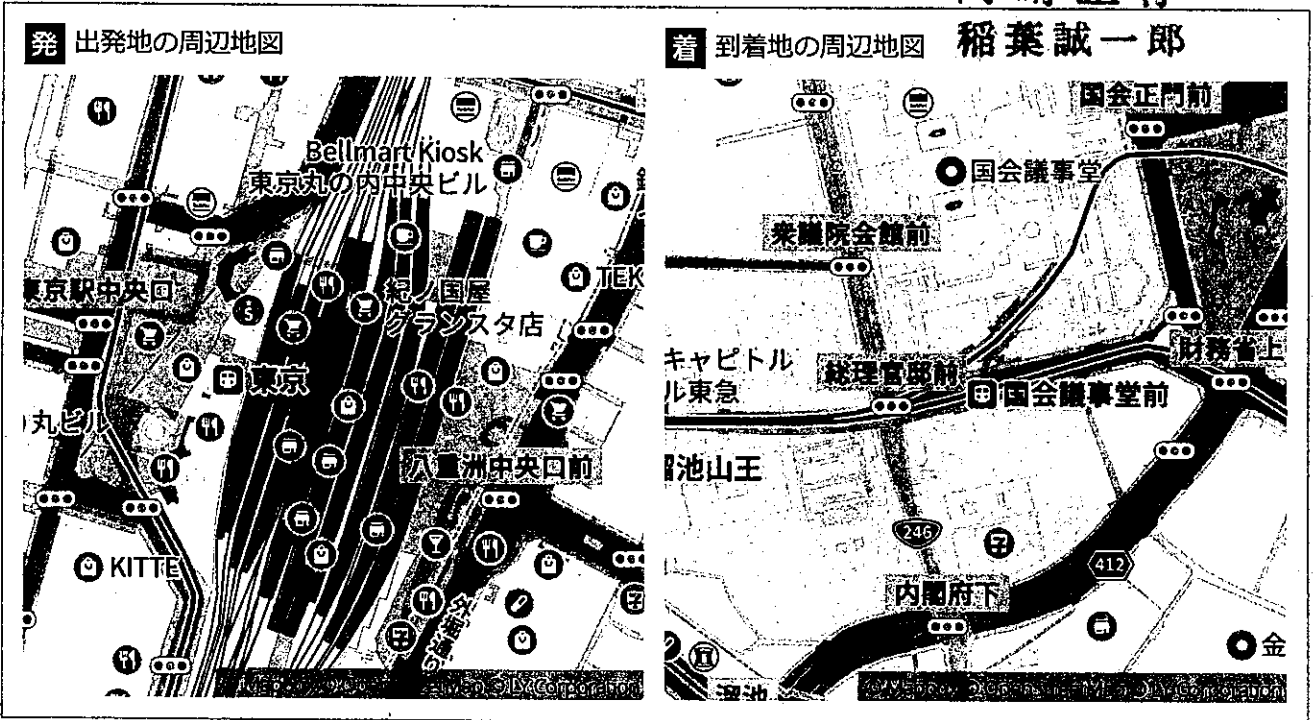 発 出発地の周辺地図
Bellmart Kiosk
東京丸の内中央ビル
紀ノ国屋
グランスタ店
TEK
東京駅中央口
東京
丸ビル
八重洲中央口前
KITTE
外堀通り
着 到着地の周辺地図
稲葉誠一郎
国会正門前
国会議事堂
衆議院会館前
キャピトル
ル東急
総理官邸前
国会議事堂前
財務省上
溜池山王
246
412
内閣府下
金
溜池